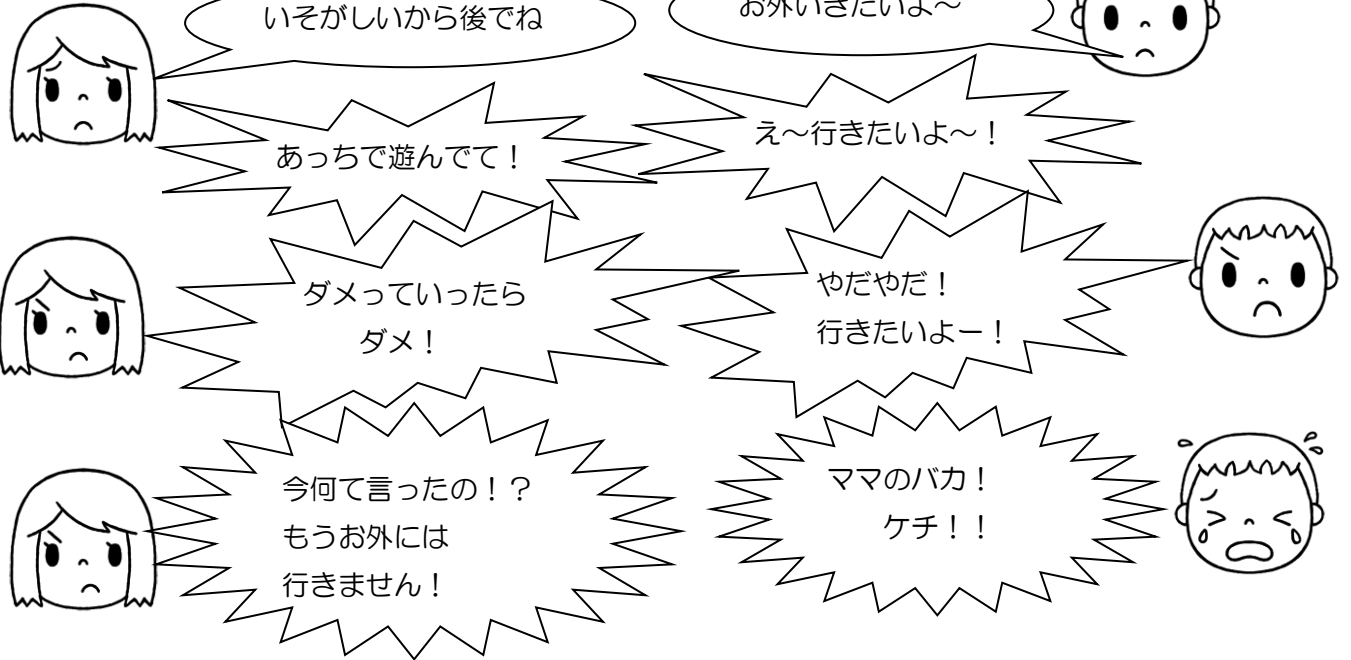 お外いきたいよ～
いそがしいから後でね
え～行きたいよ～！
あっちで遊んでて！
やだやだ！
行きたいよー！
ダメっていったら
ダメ！
ママのバカ！
ケチ！！
今何て言ったの！？
もうお外には
行きません！